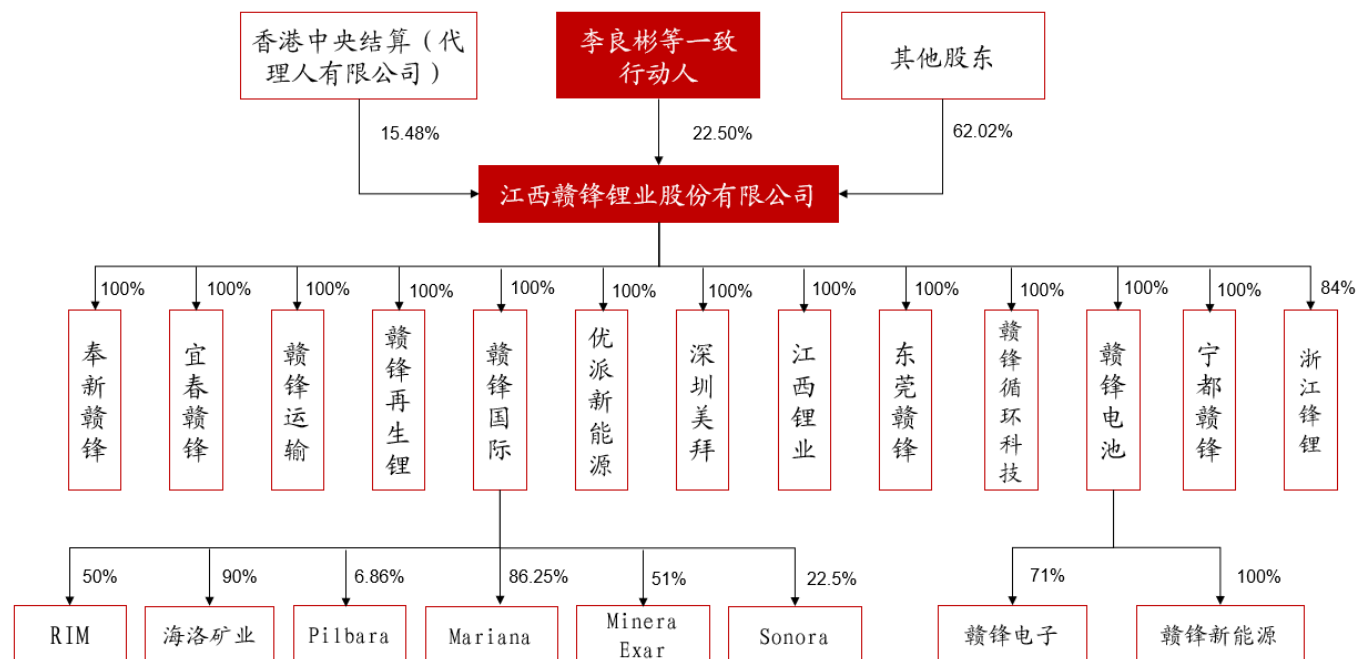 香港中央结算（代
理人有限公司）
李良彬等一致
行动人
其他股东
15.48%
22.50%
62.02%
江西赣锋锂业股份有限公司
100%
100%
100%
100%
100%
100%
100%
100%
100%
100%
100%
100%
84%
奉新赣锋
宜春赣锋
赣锋运输
赣锋再生锂
赣锋国际
优派新能源
深圳美拜
江西锂业
东莞赣锋
赣锋循环科技
赣锋电池
宁都赣锋
浙江锋锂
50%
90%
6.86%
86.25%
51%
22.5%
71%
100%
RIM
海洛矿业
Pilbara
Mariana
Minera
Exar
Sonora
赣锋电子
赣锋新能源